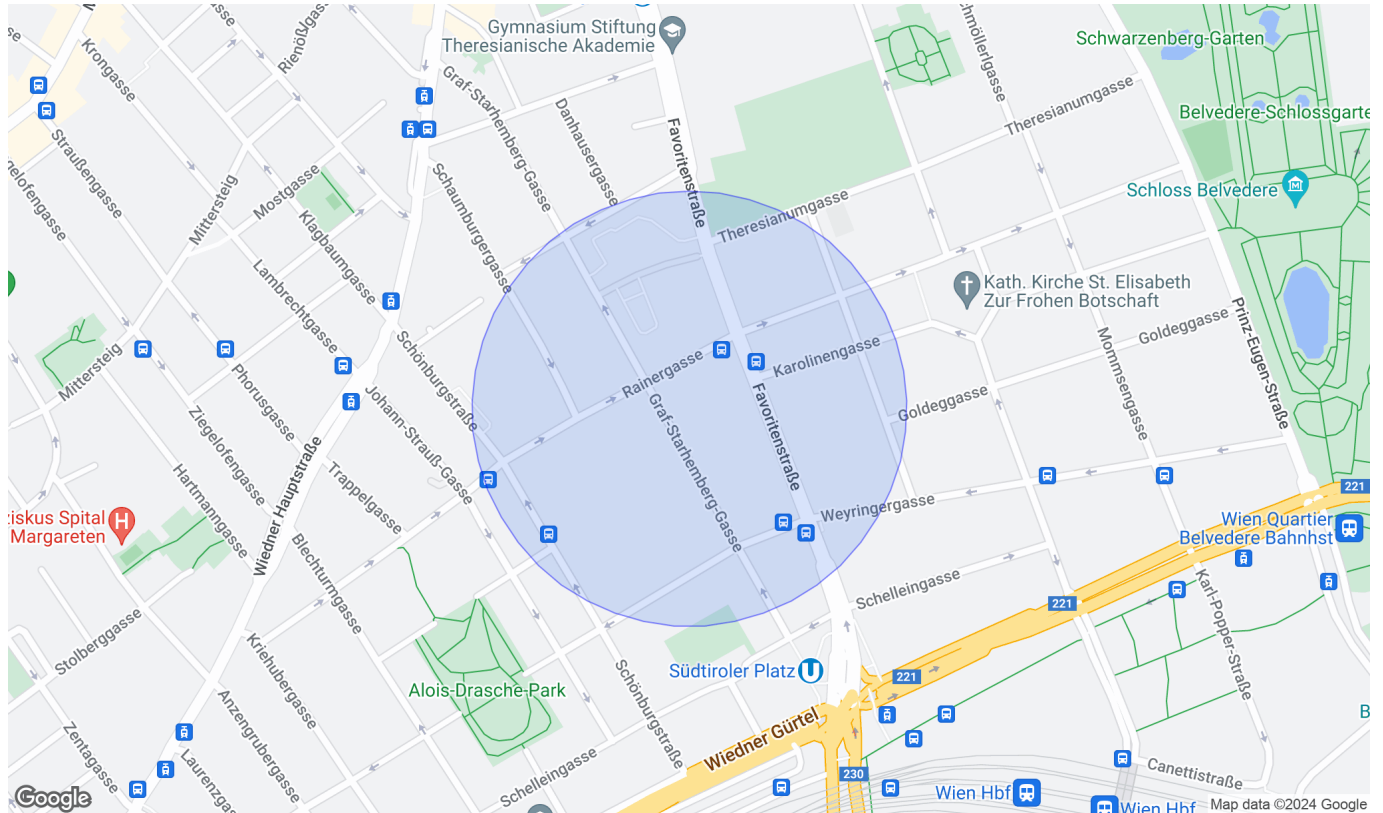 Gymnasium Stiftung
Theresianische Akademie
Schwarzenberg-Garten
Krongasse
Rienößlgas
Graf-Starhemberg-Gasse
Danhausergasse
Favoritenstraße
Theresianumgasse
Belvedere-Schlossgarte
Straußengasse
Mostgasse
Mittersteig
Schaumburgergasse
Schloss Belvedere
Klagbaumgasse
Theresianumgasse
Lambrechtgasse
Kath. Kirche St. Elisabeth
Zur Frohen Botschaft
Prinz-Eugen-Straße
Goldeggasse
Mommsengasse
Mittersteig
Schönburgstraße
Rainergasse
Karolinengasse
Phorusgasse
Johann-Strauß-Gasse
Graf-Starhemberg-Gasse
Favoritenstraße
Goldeggasse
Ziegelofengasse
Wiedner Hauptstraße
Trappelgasse
Hartmanngasse
Weyringergasse
221
ziskus Spital
Margareten
H
Wien Quartier
Belvedere Bahnhst
Blechturmgasse
Schelleingasse
221
Karl-Popper-Straße
Stolberggasse
Kriehubergasse
Schönburgstraße
Südtiroler Platz
U
221
Alois-Drasche-Park
Anzengrubergasse
B
Wiedner Gürtel
Zentagasse
Laurenzga
Schelleingasse
230
Canettistraße
Wien Hbf
Wien Hbf
Google
Map data ©2024 Google